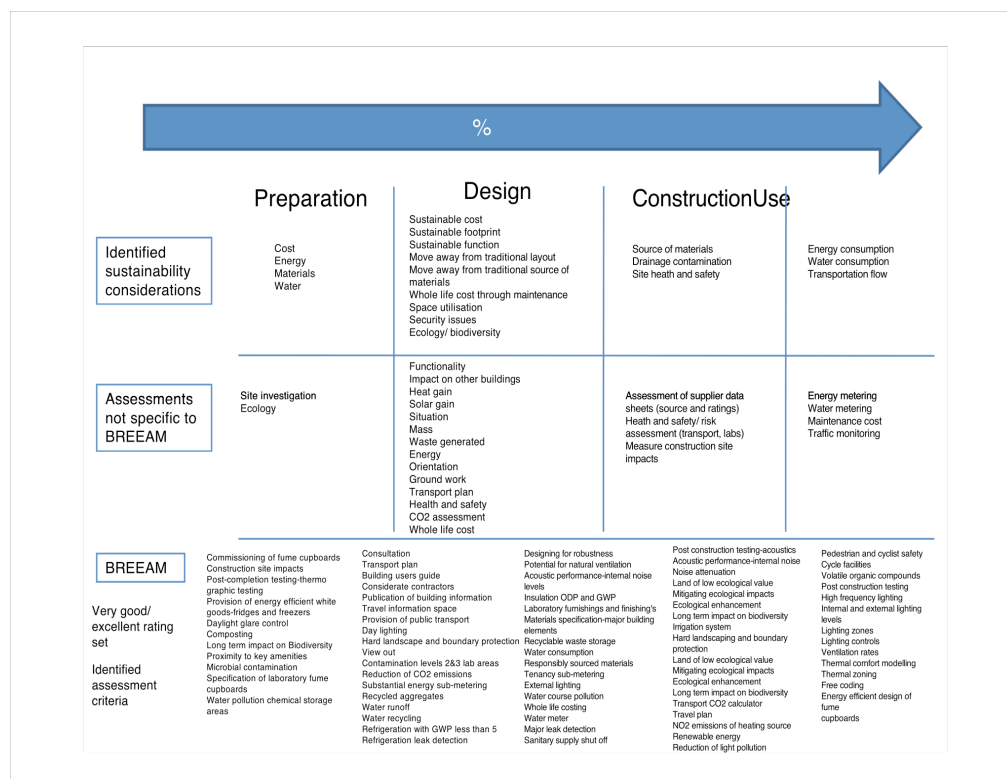 %
Preparation
Design
ConstructionUse
Identified
sustainability
considerations
Cost
Energy
Materials
Water
Sustainable cost
Sustainable footprint
Sustainable function
Move away from traditional layout
Move away from traditional source of
materials
Whole life cost through maintenance
Space utilisation
Security issues
Ecology/ biodiversity
Source of materials
Drainage contamination
Site heath and safety
Energy consumption
Water consumption
Transportation flow
Assessments
not specific to
BREEAM
Site investigation
Ecology
Functionality
Impact on other buildings
Heat gain
Solar gain
Situation
Mass
Waste generated
Energy
Orientation
Ground work
Transport plan
Health and safety
CO2 assessment
Whole life cost
Assessment of supplier data
sheets (source and ratings)
Heath and safety/ risk
assessment (transport, labs)
Measure construction site
impacts
Energy metering
Water metering
Maintenance cost
Traffic monitoring
BREEAM
Very good/
excellent rating
set
Identified
assessment
criteria
Commissioning of fume cupboards
Construction site impacts
Post-completion testing-thermo
graphic testing
Provision of energy efficient white
goods-fridges and freezers
Daylight glare control
Composting
Long term impact on Biodiversity
Proximity to key amenities
Microbial contamination
Specification of laboratory fume
cupboards
Water pollution chemical storage
areas
Consultation
Transport plan
Building users guide
Considerate contractors
Publication of building information
Travel information space
Provision of public transport
Day lighting
Hard landscape and boundary protection
View out
Contamination levels 2&3 lab areas
Reduction of CO2 emissions
Substantial energy sub-metering
Recycled aggregates
Water runoff
Water recycling
Refrigeration with GWP less than 5
Refrigeration leak detection
Designing for robustness
Potential for natural ventilation
Acoustic performance-internal noise
levels
Insulation ODP and GWP
Laboratory furnishings and finishing's
Materials specification-major building
elements
Recyclable waste storage
Water consumption
Responsibly sourced materials
Tenancy sub-metering
External lighting
Water course pollution
Whole life costing
Water meter
Major leak detection
Sanitary supply shut off
Post construction testing-acoustics
Acoustic performance-internal noise
Noise attenuation
Land of low ecological value
Mitigating ecological impacts
Ecological enhancement
Long term impact on biodiversity
Irrigation system
Hard landscaping and boundary
protection
Land of low ecological value
Mitigating ecological impacts
Ecological enhancement
Long term impact on biodiversity
Transport CO2 calculator
Travel plan
NO2 emissions of heating source
Renewable energy
Reduction of light pollution
Pedestrian and cyclist safety
Cycle facilities
Volatile organic compounds
Post construction testing
High frequency lighting
Internal and external lighting
levels
Lighting zones
Lighting controls
Ventilation rates
Thermal comfort modelling
Thermal zoning
Free coding
Energy efficient design of
fume
cupboards